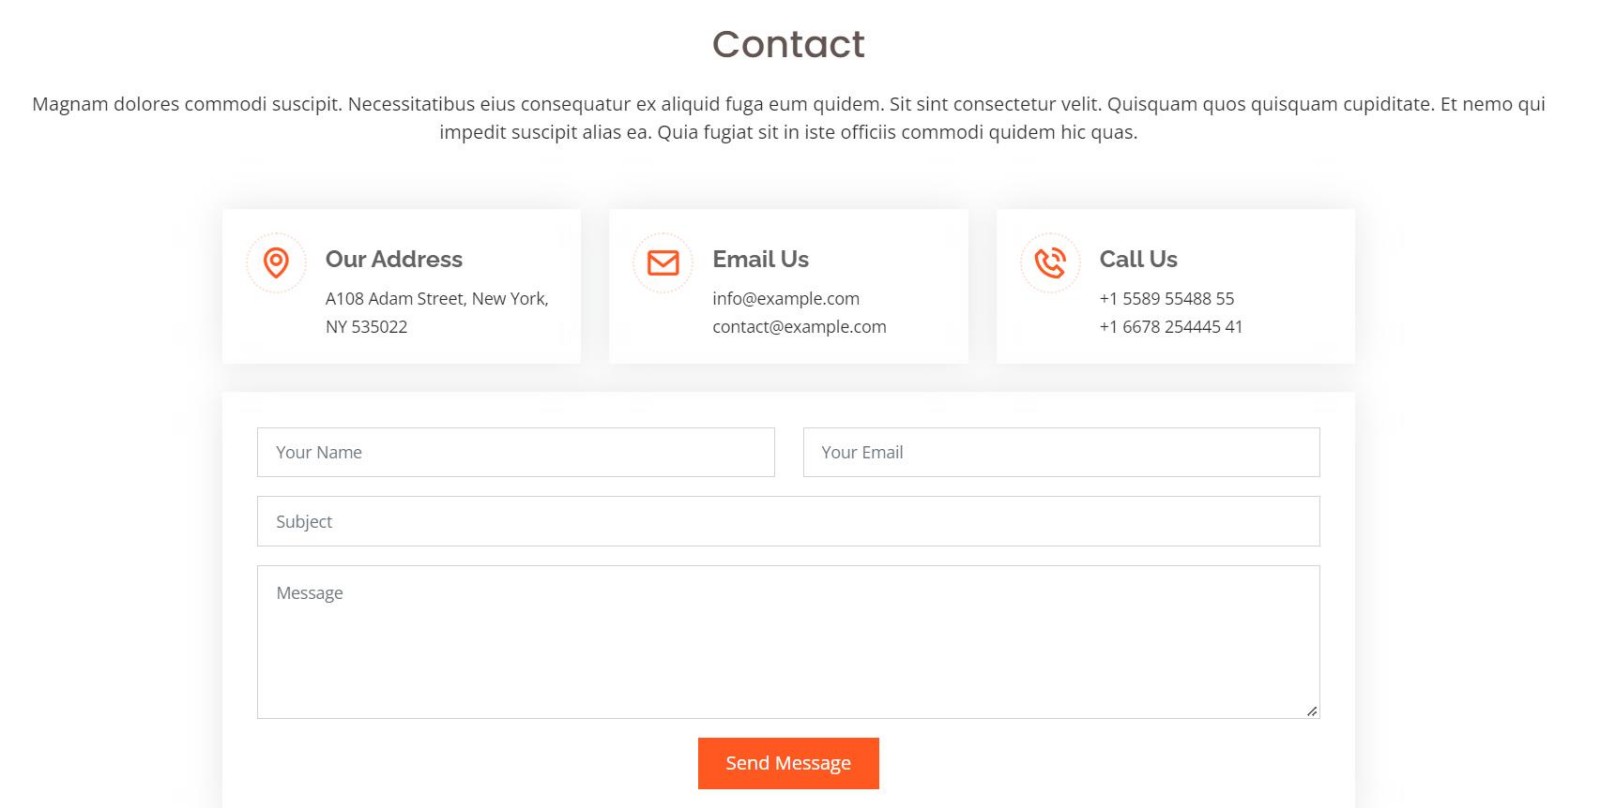 Contact
Magnam dolores commodi suscipit. Necessitatibus eius consequatur ex aliquid fuga eum quidem. Sit sint consectetur velit. Quisquam quos quisquam cupiditate. Et nemo qui
impedit suscipit alias ea. Quia fugiat sit in iste officiis commodi quidem hic quas.
Our Address
A108 Adam Street, New York,
NY 535022
Email Us
info@example.com
contact@example.com
Call Us
+1 5589 55488 55
+1 6678 254445 41
Your Name
Your Email
Subject
Message
Send Message